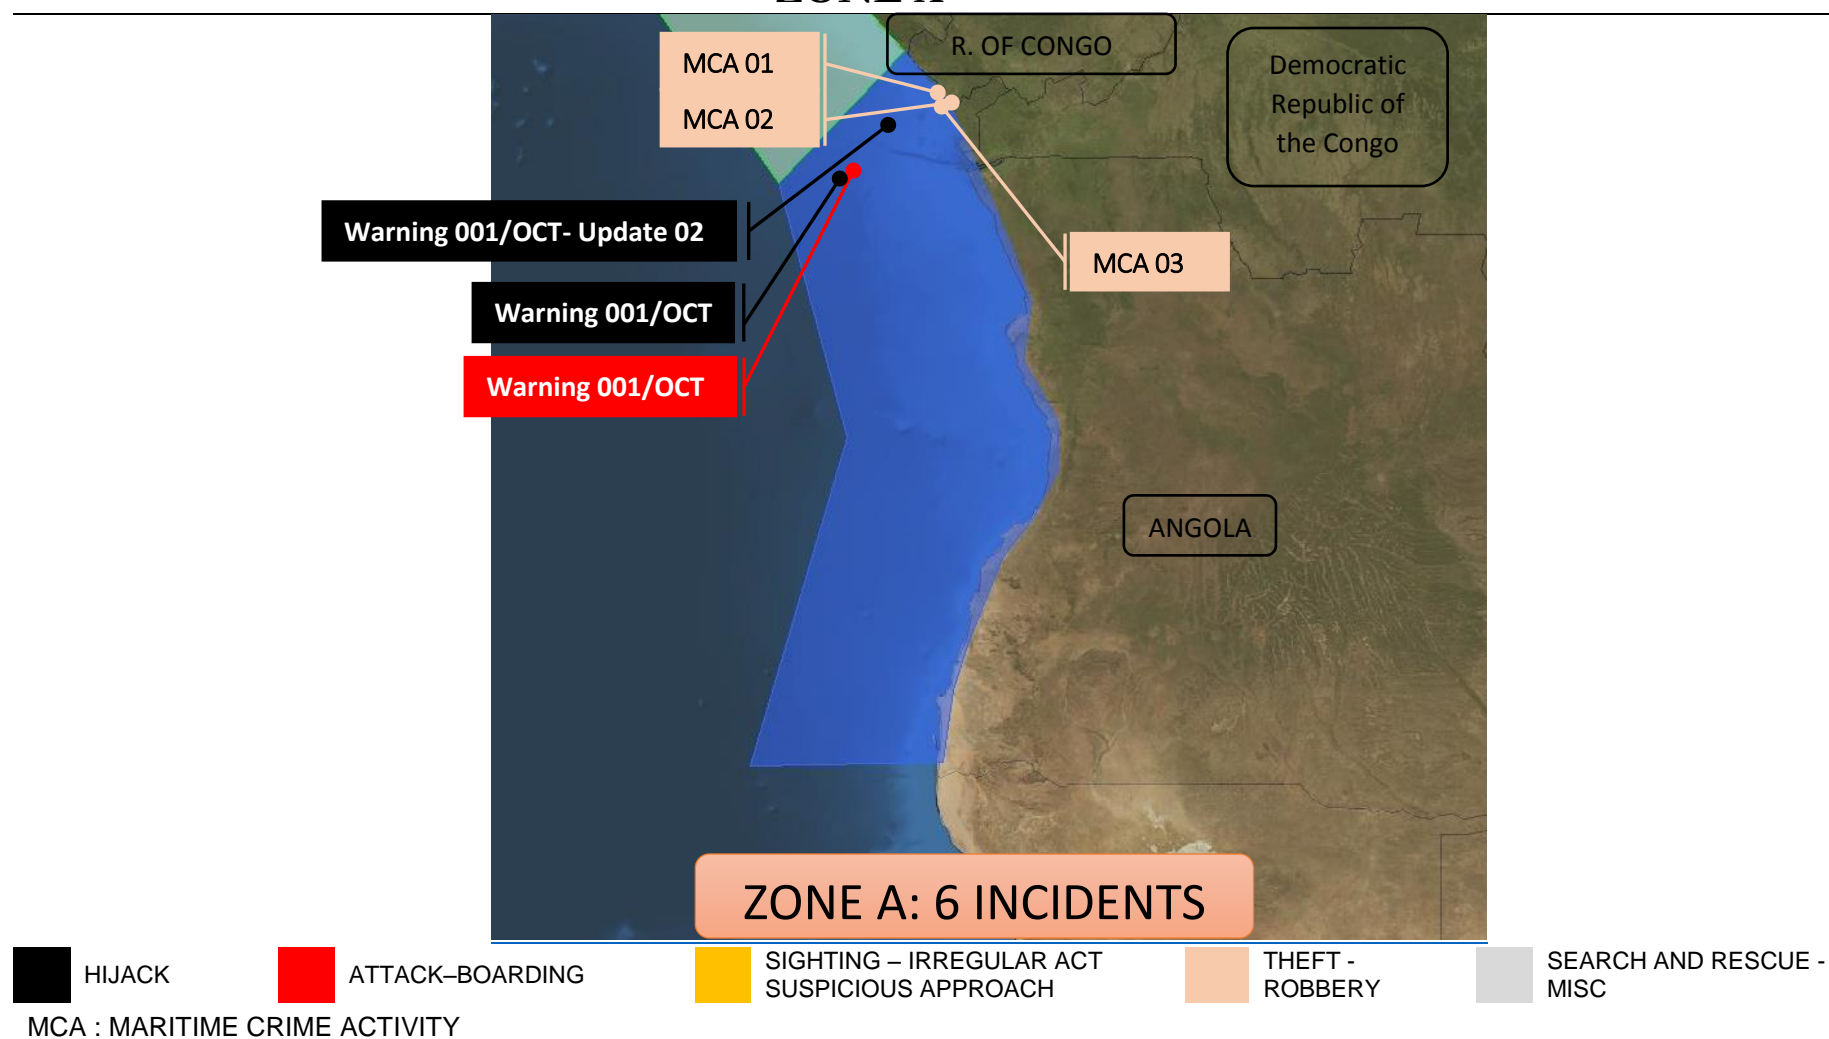 ZONE A
R. OF CONGO
MCA 01
MCA 02
Democratic
Republic of
the Congo
Warning 001/OCT- Update 02
MCA 03
Warning 001/OCT
Warning 001/OCT
ANGOLA
ZONE A: 6 INCIDENTS
HIJACK
ATTACK–BOARDING
SIGHTING – IRREGULAR ACT
SUSPICIOUS APPROACH
THEFT -
ROBBERY
SEARCH AND RESCUE -
MISC
MCA : MARITIME CRIME ACTIVITY